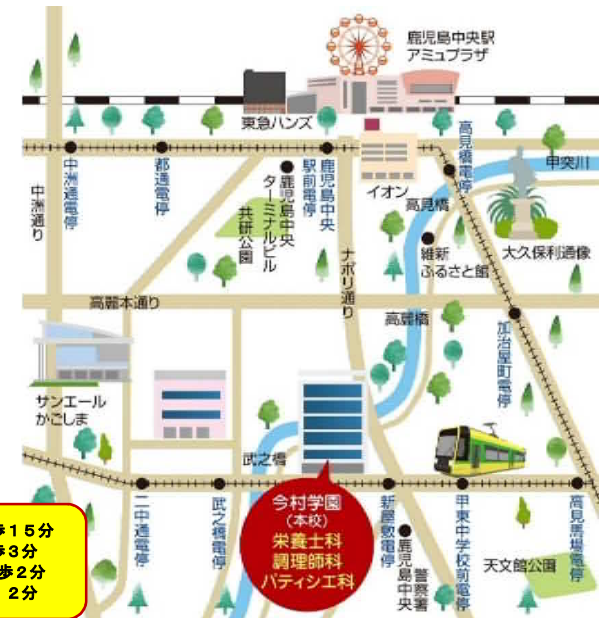 鹿児島中央駅
アミュプラザ
東急ハンズ
中洲通電停
都通電停
鹿児島中央
駅前電停
鹿児島中央
ターミナルビル
共研公園
イオン
高見橋電停
高見橋
甲突川
大久保利通像
維新
ふるさと館
中洲通り
ナポリ通り
高麗本通り
高麗橋
加治屋町電停
サンエール
かごしま
武之橋
二中通電停
武之橋電停
今村学園
(本校)
栄養士科
調理師科
パティシエ科
新屋敷電停
鹿児島中央
警察署
甲東中学校前電停
高見馬場電停
天文館公園
歩15分
歩3分
歩2分
2分